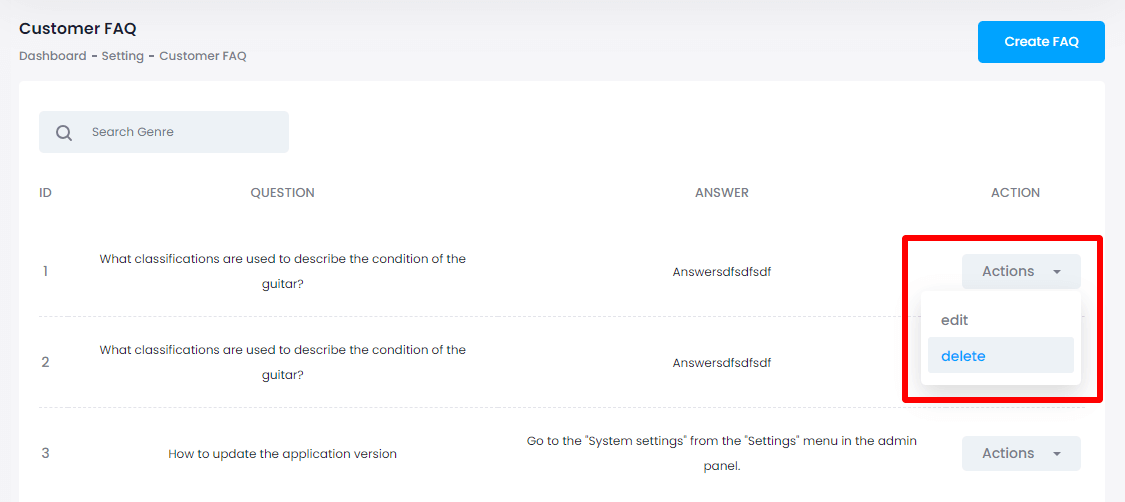 Customer FAQ
Create FAQ
Dashboard - Setting - Customer FAQ
Search Genre
ID QUESTION ANSWER ACTION
What classifications are used to describe the condition of the
1 Answersdfsdfsdf Actions
guitar?
edit
What classifications are used to describe the condition of the
delete
2 Answersdfsdfsdf
guitar?
Go to the "System settings" from the "Settings" menu in the admin
3 How to update the application version Actions
panel.